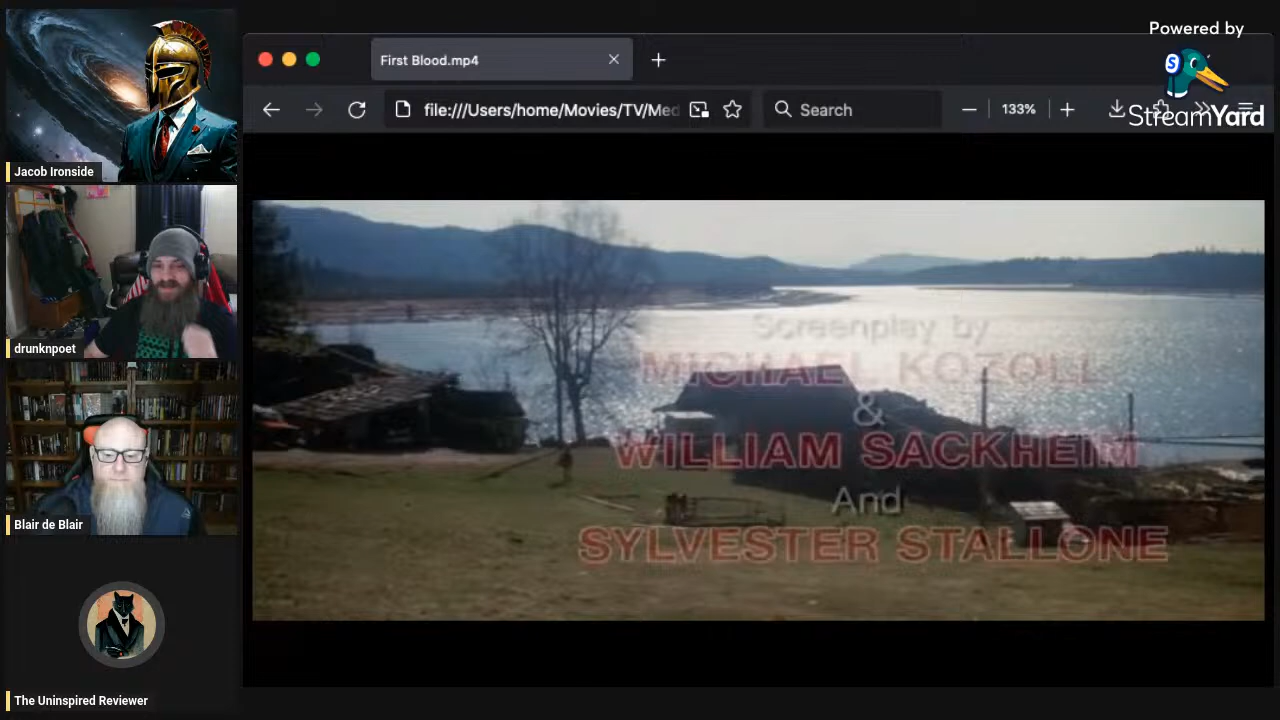 Powered by
StreamYard
First Blood.mp4
file:///Users/home/Movies/TV/Med
Search
133%
Jacob Ironside
drunknpoet
Blair de Blair
The Uninspired Reviewer
Screenplay by
MICHAEL KOZOLL
&
WILLIAM SACKHEIM
And
SYLVESTER STALLONE